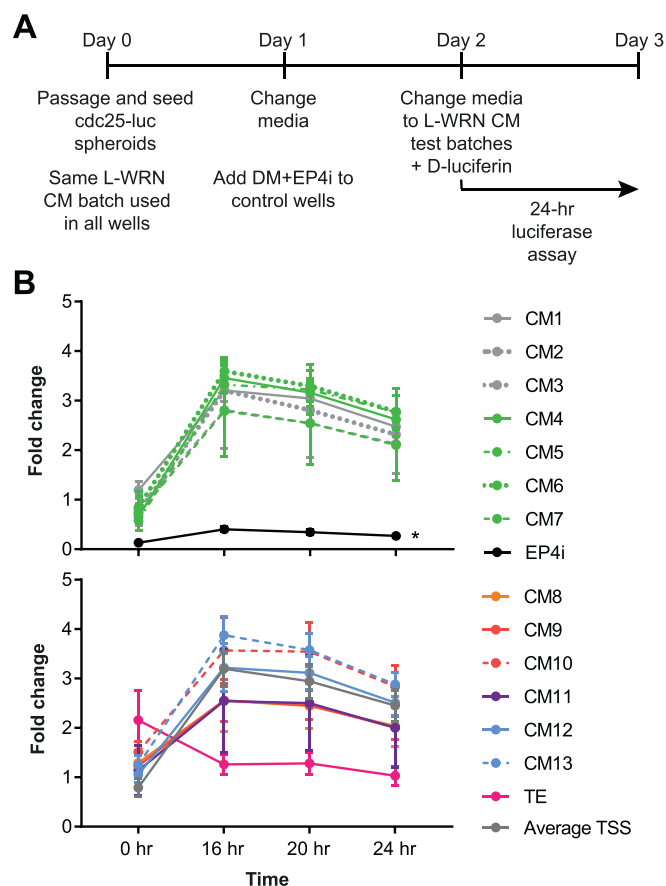 A
Day 0
Day 1
Day 2
Day 3
Passage and seed
cdc25-luc
spheroids
Same L-WRN
CM batch used
in all wells
Change
media
Add DM+EP4i to
control wells
Change media
to L-WRN CM
test batches
+ D-luciferin
24-hr
luciferase
assay
B
Fold change
5
4
3
2
1
0
*
CM1
CM2
CM3
CM4
CM5
CM6
CM7
EP4i
Fold change
5
4
3
2
1
0
0 hr
16 hr
20 hr
24 hr
Time
CM8
CM9
CM10
CM11
CM12
CM13
TE
Average TSS